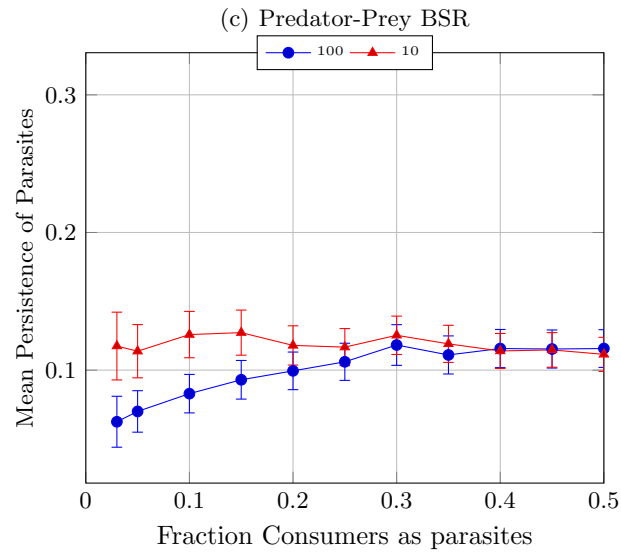 (c) Predator-Prey BSR
100 10
Mean Persistence of Parasites
0.3
0.2
0.1
0 0.1 0.2 0.3 0.4 0.5
Fraction Consumers as parasites